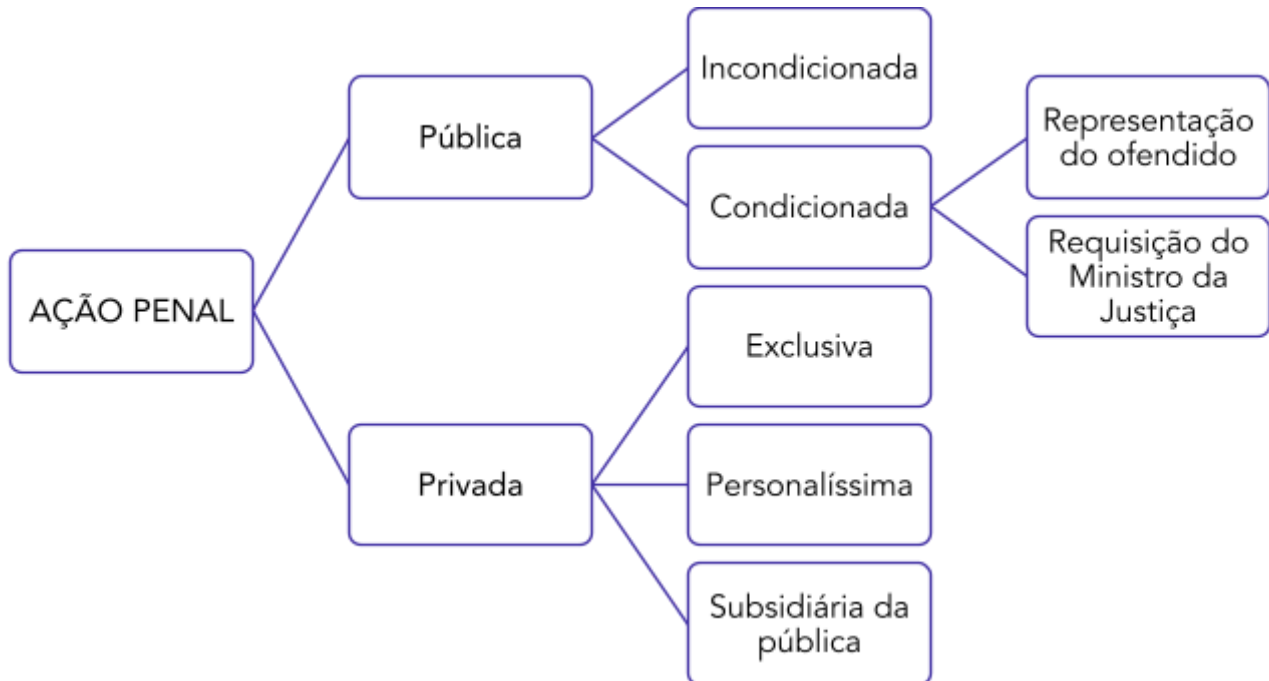 AÇÃO PENAL
Pública
Incondicionada
Condicionada
Representação
do ofendido
Requisição do
Ministro da
Justiça
Privada
Exclusiva
Personalíssima
Subsidiária da
pública